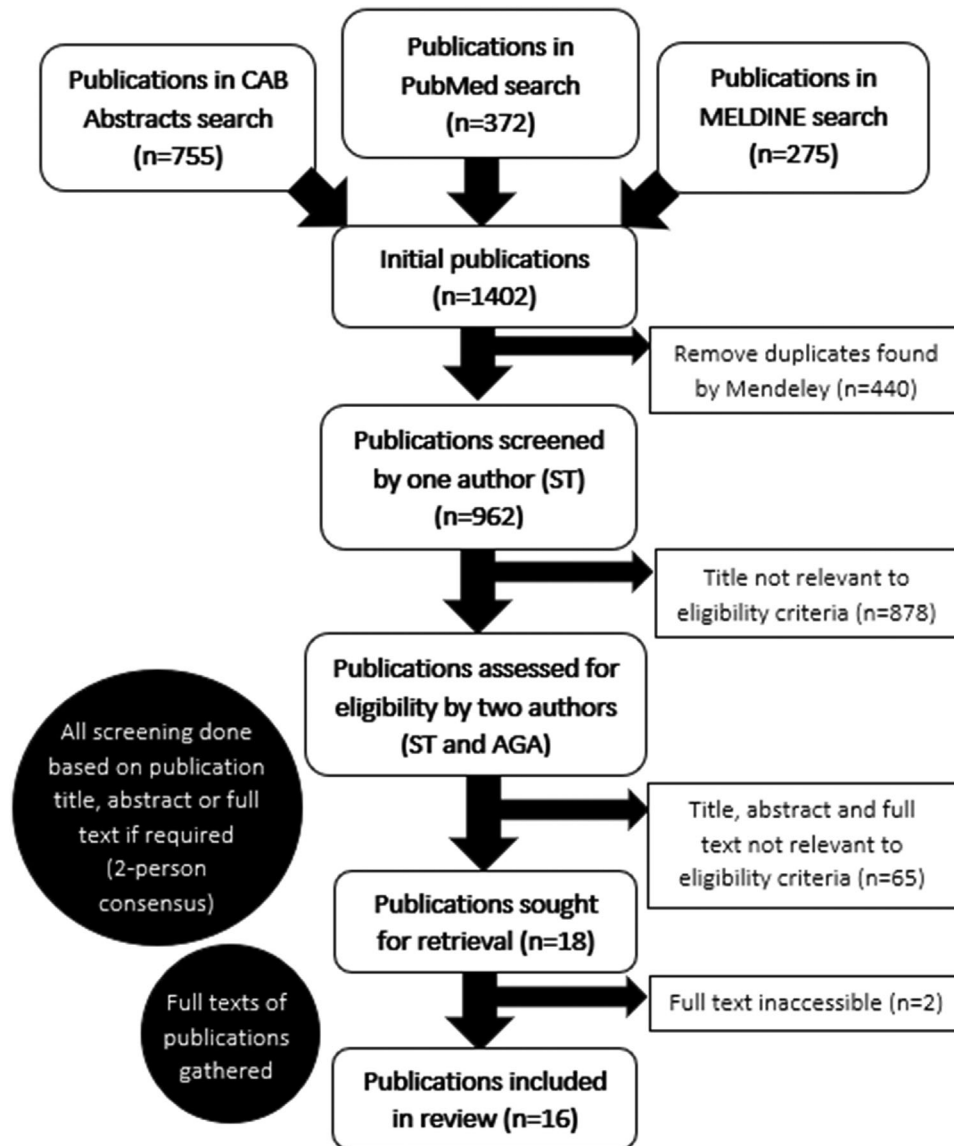 Publications in CAB
Abstracts search
(n=755)
Publications in
PubMed search
(n=372)
Publications in
MELDINE search
(n=275)
Initial publications
(n=1402)
Remove duplicates found
by Mendeley (n=440)
Publications screened
by one author (ST)
(n=962)
Title not relevant to
eligibility criteria (n=878)
Publications assessed for
eligibility by two authors
(ST and AGA)
All screening done
based on publication
title, abstract or full
text if required
(2-person
consensus)
Title, abstract and full
text not relevant to
eligibility criteria (n=65)
Publications sought
for retrieval (n=18)
Full texts of
publications
gathered
Full text inaccessible (n=2)
Publications included
in review (n=16)